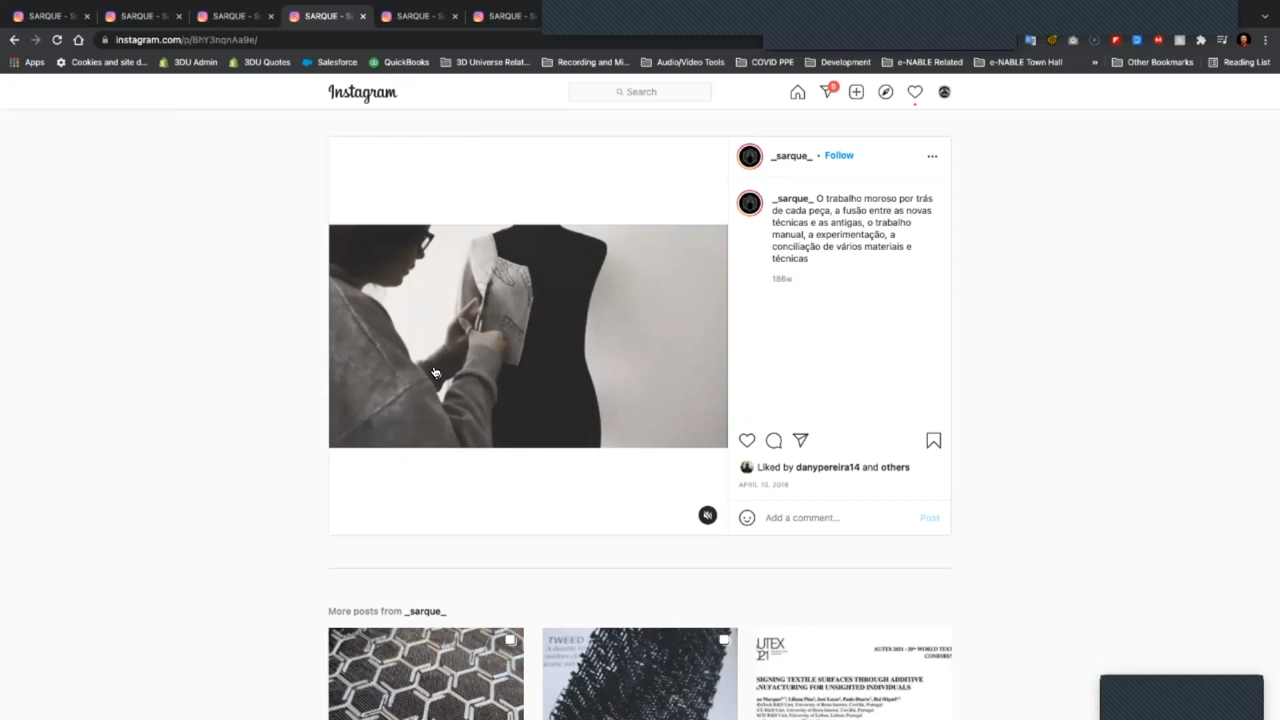 SARQUE - S
SARQUE - S
SARQUE - S
SARQUE - S
SARQUE - S
SARQUE - S
instagram.com/p/BhY3nqnAa9e/
Apps
Cookies and site d...
3DU Admin
3DU Quotes
Salesforce
QuickBooks
3D Universe Relat...
Recording and Mi...
Audio/Video Tools
COVID PPE
Development
e-NABLE Related
e-NABLE Town Hall
»
Other Bookmarks
Reading List
Instagram
Search
_sarque_ • Follow
_sarque_ O trabalho moroso por trás
de cada peça, a fusão entre as novas
técnicas e as antigas, o trabalho
manual, a experimentação, a
conciliação de vários materiais e
técnicas
186w
Liked by danypereira14 and others
APRIL 10, 2018
Add a comment...
Post
More posts from _sarque_
TWEED
AUTEX 2021 - 20th WORLD TEXT
CONFEREN
UTEX
SIGNING TEXTILE SURFACES THROUGH ADDITIVE
NUFACTURING FOR UNSIGHTED INDIVIDUALS